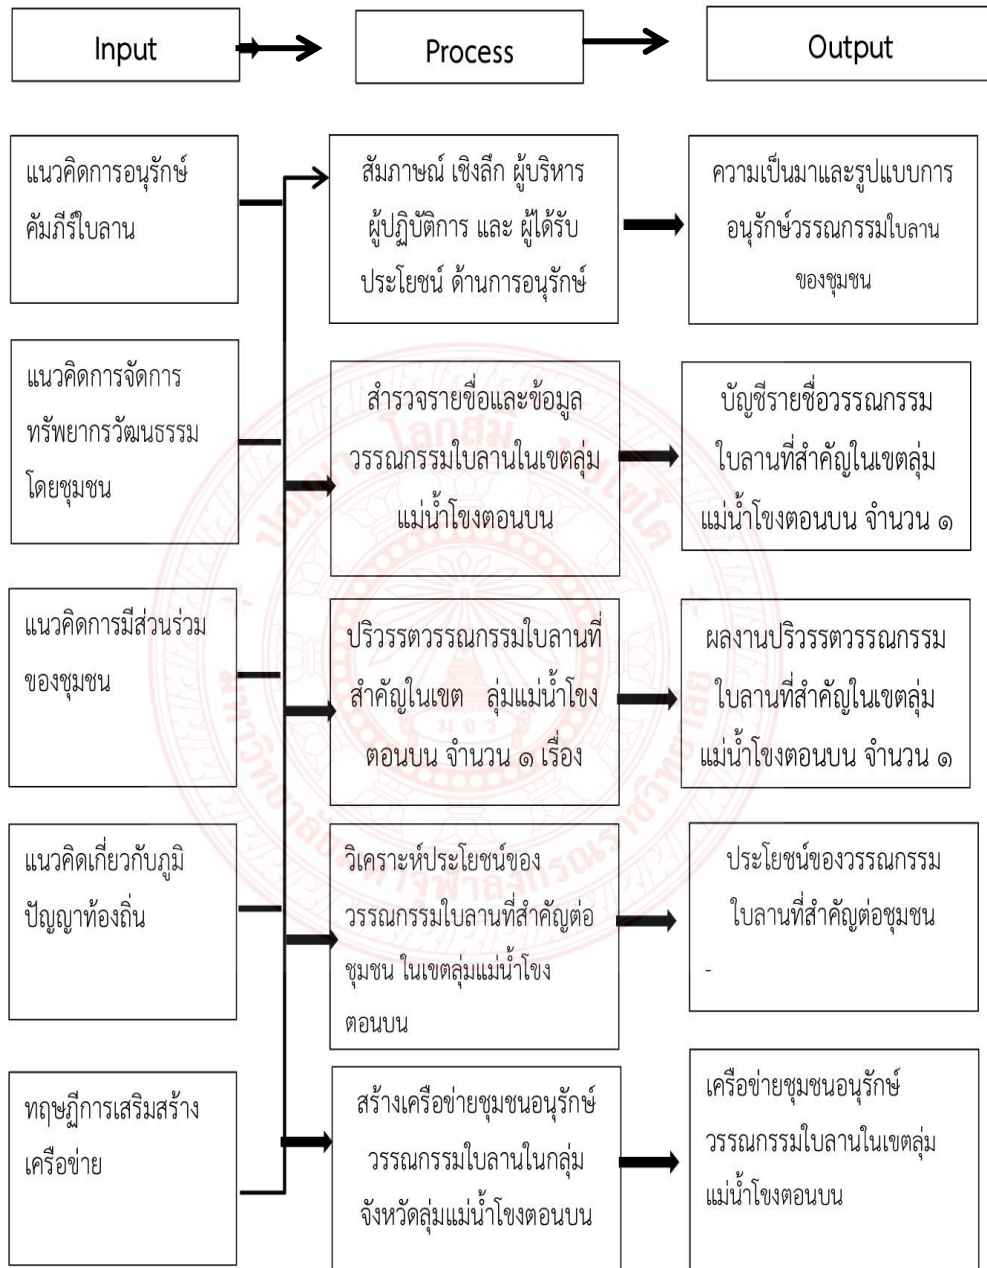 Input
Process
Output
แนวคิดการอนุรักษ์
คัมภีร์ใบลาน
สัมภาษณ์ เชิงลึก ผู้บริหาร
ผู้ปฏิบัติการ และ ผู้ได้รับ
ประโยชน์ ด้านการอนุรักษ์
ความเป็นมาและรูปแบบการ
อนุรักษ์วรรณกรรมใบลาน
ของชุมชน
แนวคิดการจัดการ
ทรัพยากรวัฒนธรรม
โดยชุมชน
สำรวจรายชื่อและข้อมูล
วรรณกรรมใบลานในเขตลุ่ม
แม่น้ำโขงตอนบน
บัญชีรายชื่อวรรณกรรม
ใบลานที่สำคัญในเขตลุ่ม
แม่น้ำโขงตอนบน จำนวน ๑
แนวคิดการมีส่วนร่วม
ของชุมชน
ปริวรรตวรรณกรรมใบลานที่
สำคัญในเขต ลุ่มแม่น้ำโขง
ตอนบน จำนวน ๑ เรื่อง
ผลงานปริวรรตวรรณกรรม
ใบลานที่สำคัญในเขตลุ่ม
แม่น้ำโขงตอนบน จำนวน ๑
แนวคิดเกี่ยวกับภูมิ
ปัญญาท้องถิ่น
วิเคราะห์ประโยชน์ของ
วรรณกรรมใบลานที่สำคัญต่อ
ชุมชน ในเขตลุ่มแม่น้ำโขง
ตอนบน
ประโยชน์ของวรรณกรรม
ใบลานที่สำคัญต่อชุมชน
-
ทฤษฏีการเสริมสร้าง
เครือข่าย
สร้างเครือข่ายชุมชนอนุรักษ์
วรรณกรรมใบลานในกลุ่ม
จังหวัดลุ่มแม่น้ำโขงตอนบน
เครือข่ายชุมชนอนุรักษ์
วรรณกรรมใบลานในเขตลุ่ม
แม่น้ำโขงตอนบน
มหาวิทยาลัยมหาจุฬาลงกรณราชวิทยาลัย